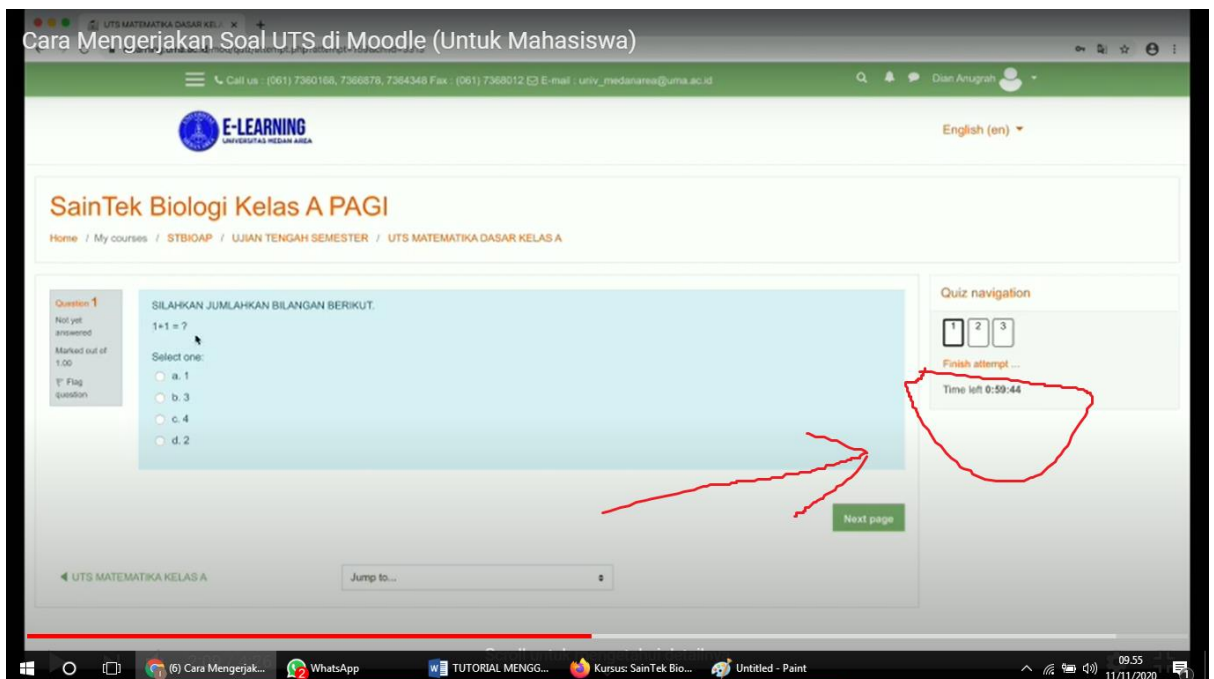 UTS MATEMATIKA DASAR KEL
Cara Mengerjakan Soal UTS di Moodle (Untuk Mahasiswa)
Call us : (061) 7360168, 7366878, 7364348 Fax : (061) 7368012 E-mail : univ_medanarea@uma.ac.id
Dian Anugrah
E-LEARNING
UNIVERSITAS MEDAN AREA
English (en)
SainTek Biologi Kelas A PAGI
Home / My courses / STBIOAP / UJIAN TENGAH SEMESTER / UTS MATEMATIKA DASAR KELAS A
Question 1
Not yet
answered
Marked out of
1.00
Flag
question
SILAHKAN JUMLAHKAN BILANGAN BERIKUT.
1+1 = ?
Select one:
a. 1
b. 3
c. 4
d. 2
Quiz navigation
1 2 3
Finish attempt ...
Time left 0:59:44
Next page
UTS MATEMATIKA KELAS A
Jump to...
(6) Cara Mengerjak...
WhatsApp
TUTORIAL MENGG...
Kursus: SainTek Bio...
Untitled - Paint
09.55
11/11/2020